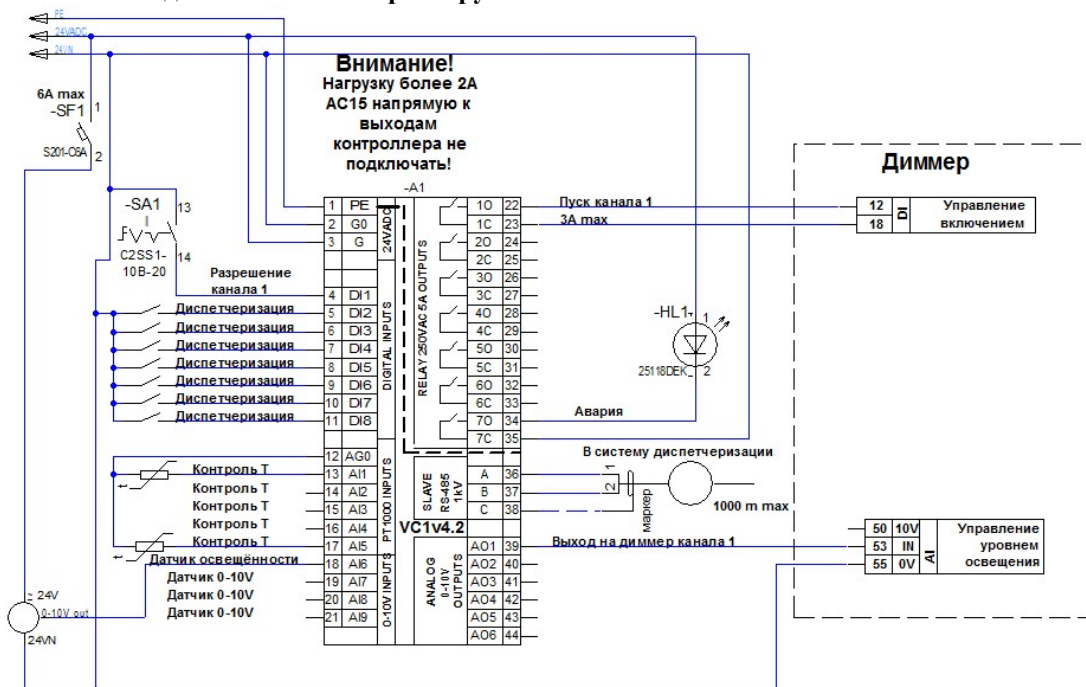 PE
24VADC
24VN
Внимание!
Нагрузку более 2А
АС15 напрямую к
выходам
контроллера не
подключать!
6A max
-SF1
1
S201-C6A
2
-SA1
13
C2SS1-
10B-20
14
Разрешение
канала 1
Диспетчеризация
Диспетчеризация
Диспетчеризация
Диспетчеризация
Диспетчеризация
Диспетчеризация
Диспетчеризация
Контроль Т
Контроль Т
Контроль Т
Контроль Т
Контроль Т
Датчик освещённости
Датчик 0-10V
Датчик 0-10V
Датчик 0-10V
t
t
~ 24V
0-10V out
24VN
-A1
1 PE
2 G0
3 G
24VADC
4 DI1
5 DI2
6 DI3
7 DI4
8 DI5
9 DI6
10 DI7
11 DI8
DIGITAL INPUTS
12 AG0
13 AI1
14 AI2
15 AI3
16 AI4
17 AI5
PT1000 INPUTS
18 AI6
19 AI7
20 AI8
21 AI9
0-10V INPUTS
RELAY 250VAC 5A OUTPUTS
1O 22
1C 23
2O 24
2C 25
3O 26
3C 27
4O 28
4C 29
5O 30
5C 31
6O 32
6C 33
7O 34
7C 35
SLAVE
RS-485
1kV
A 36
B 37
C 38
VC1v4.2
ANALOG
0-10V
OUTPUTS
AO1 39
AO2 40
AO3 41
AO4 42
AO5 43
AO6 44
Пуск канала 1
3А max
-HL1
1
25118DEK
2
Авария
В систему диспетчеризации
1
2
маркер
1000 m max
Выход на диммер канала 1
Диммер
12
18
DI
Управление
включением
50 10V
53 IN
55 0V
AI
Управление
уровнем
освещения